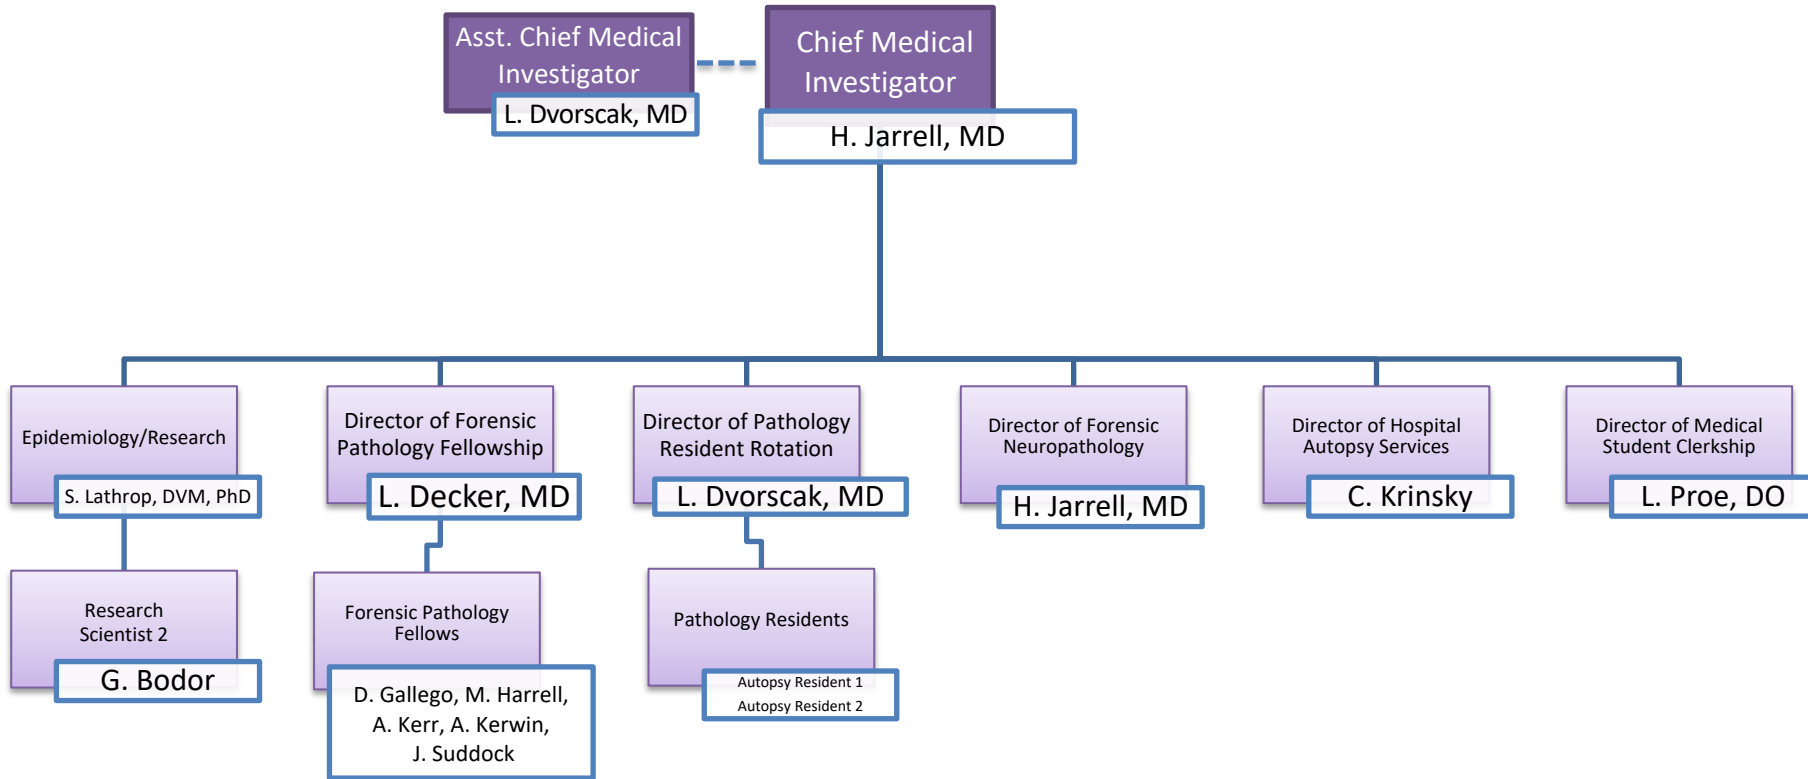 Asst. Chief Medical
Investigator
L. Dvorscak, MD
Chief Medical
Investigator
H. Jarrell, MD
Epidemiology/Research
S. Lathrop, DVM, PhD
Director of Forensic
Pathology Fellowship
L. Decker, MD
Director of Pathology
Resident Rotation
L. Dvorscak, MD
Director of Forensic
Neuropathology
H. Jarrell, MD
Director of Hospital
Autopsy Services
C. Krinsky
Director of Medical
Student Clerkship
L. Proe, DO
Research
Scientist 2
G. Bodor
Forensic Pathology
Fellows
D. Gallego, M. Harrell,
A. Kerr, A. Kerwin,
J. Suddock
Pathology Residents
Autopsy Resident 1
Autopsy Resident 2